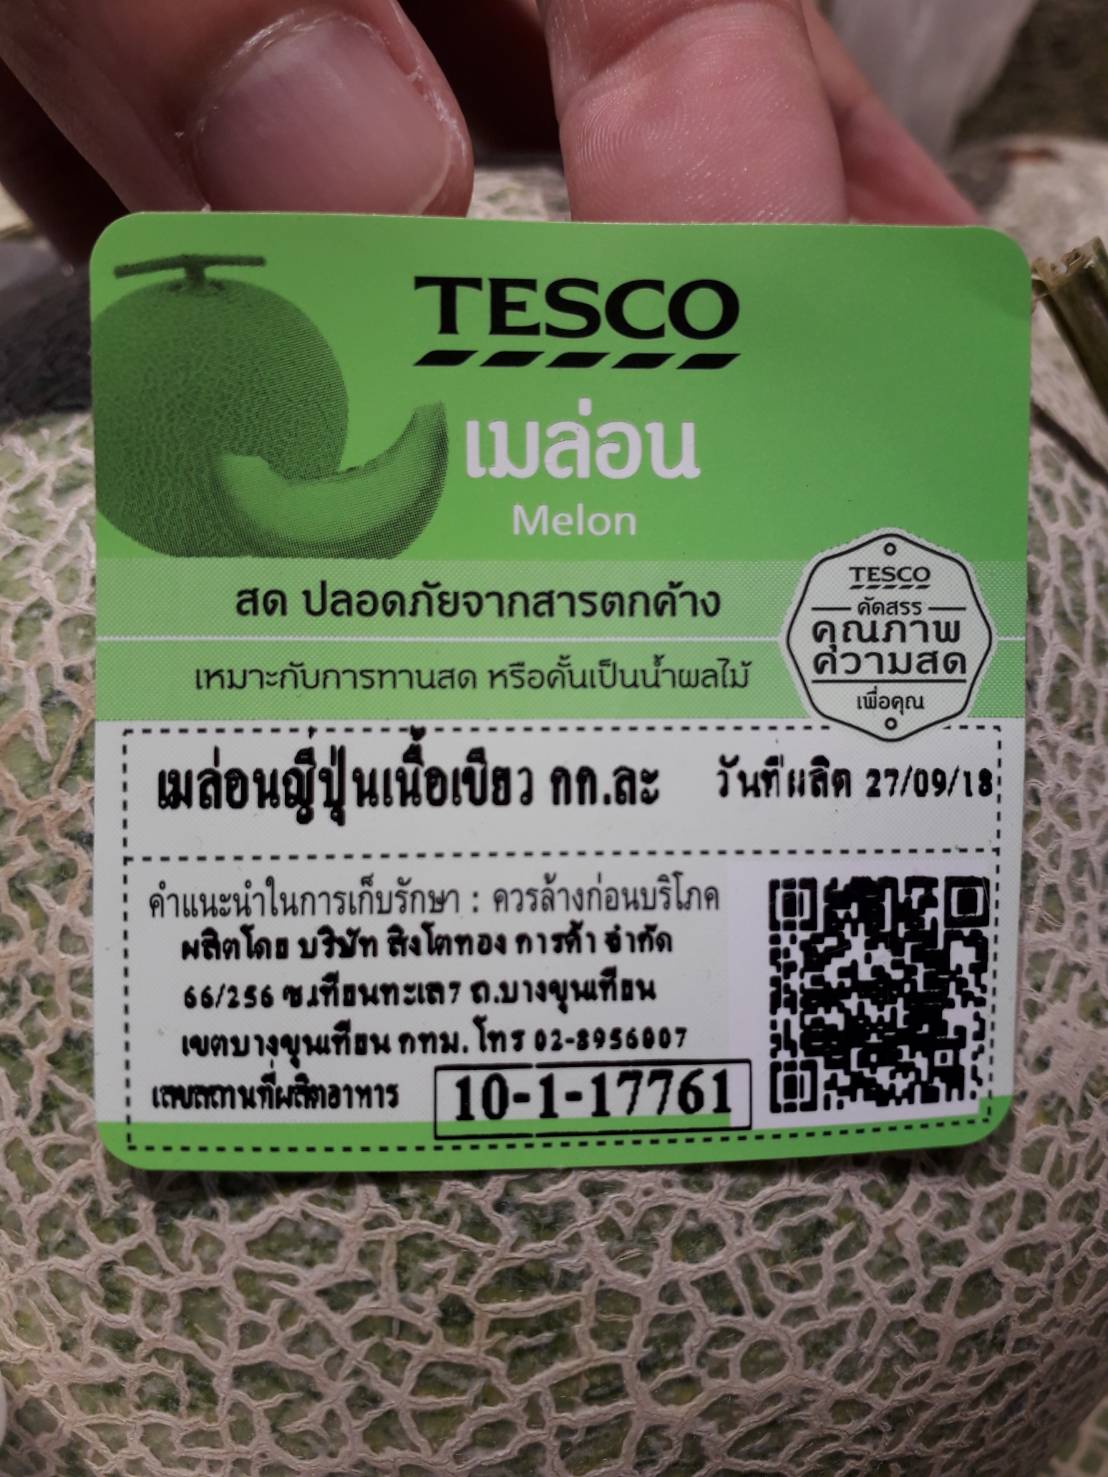 TESCO
เมล่อน
Melon
สด ปลอดภัยจากสารตกค้าง
เหมาะกับการทานสด หรือคั้นเป็นน้ำผลไม้
TESCO
คัดสรร
คุณภาพ
ความสด
เพื่อคุณ
เมล่อนญี่ปุ่นเนื้อเขียว กก.ละ วันที่ผลิต 27/09/18
คำแนะนำในการเก็บรักษา : ควรล้างก่อนบริโภค
ผลิตโดย บริษัท สิงโตทอง การค้า จำกัด
66/256 ซ.เทียนทะเล7 ถ.บางขุนเทียน
เขตบางขุนเทียน กทม. โทร 02-8956007
เลขสถานที่ผลิตอาหาร 10-1-17761